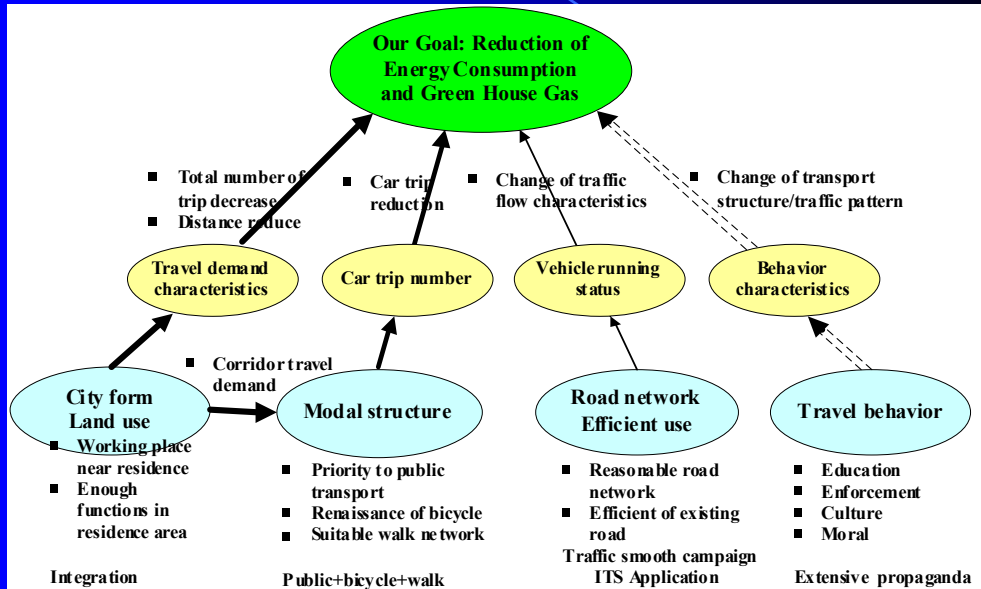 Our Goal: Reduction of
Energy Consumption
and Green House Gas
■ Total number of
trip decrease
■ Distance reduce
■ Car trip
reduction
■ Change of traffic
flow characteristics
■ Change of transport
structure/traffic pattern
Travel demand
characteristics
Car trip number
Vehicle running
status
Behavior
characteristics
■ Corridor travel
demand
City form
Land use
Modal structure
Road network
Efficient use
Travel behavior
■ Working place
near residence
■ Enough
functions in
residence area
■ Priority to public
transport
■ Renaissance of bicycle
■ Suitable walk network
■ Reasonable road
network
■ Efficient of existing
road
Traffic smooth campaign
■ Education
■ Enforcement
■ Culture
■ Moral
Integration
Public+bicycle+walk
ITS Application
Extensive propaganda